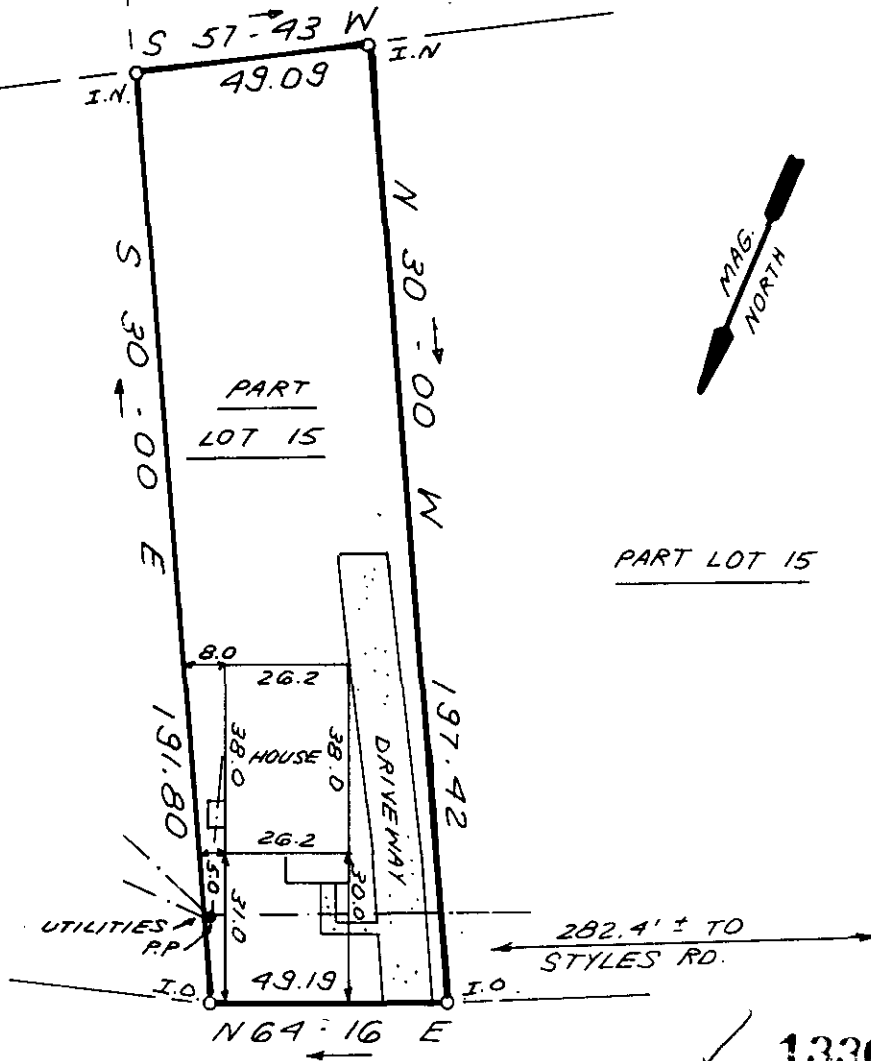 S 57-43 W
I.N.
49.09
I.N
N 30-00 W
S 30-00 E
MAG.
NORTH
PART
LOT 15
PART LOT 15
8.0
26.2
191.80
38.0
HOUSE
38.0
DRIVEWAY
197.42
26.2
5.0
31.0
30.0
UTILITIES
P.P
282.4' ± TO
STYLES RD.
I.O.
49.19
I.O.
N 64-16 E